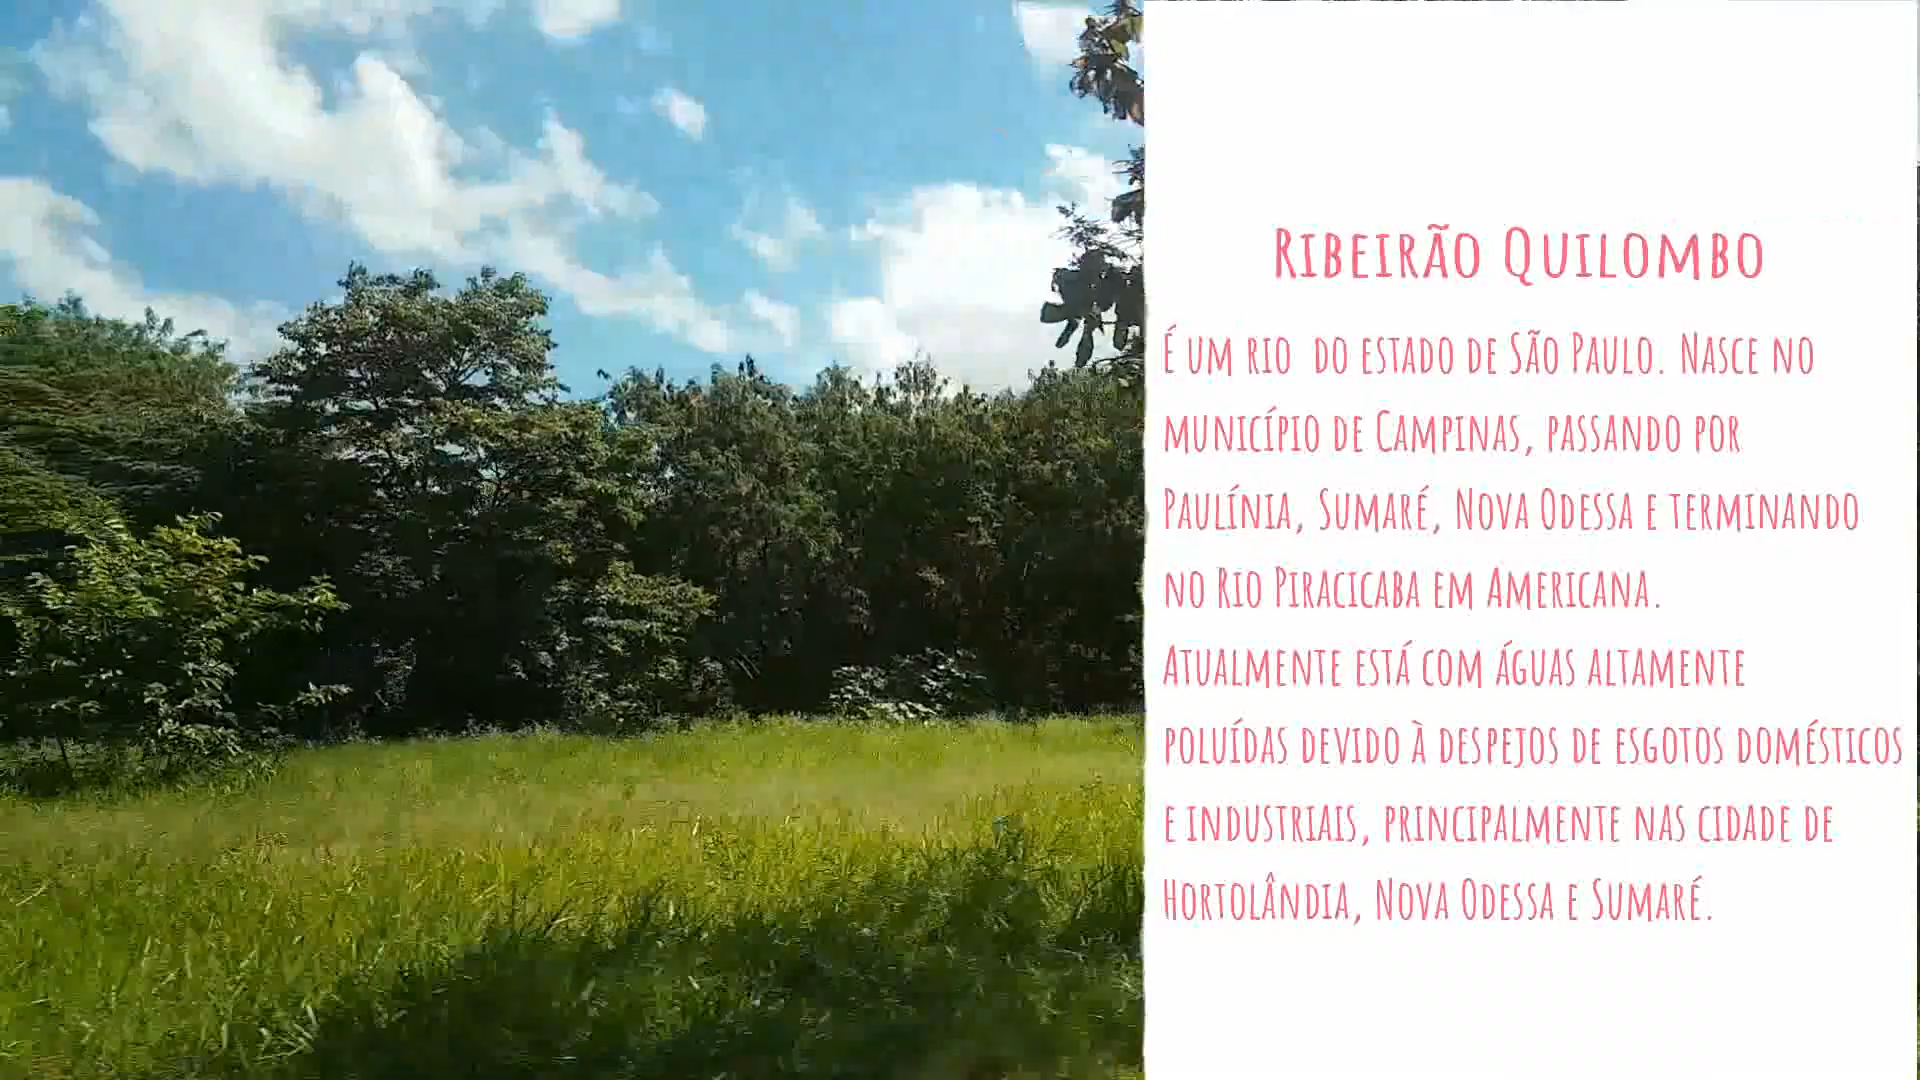 Ribeirão Quilombo
É um rio do estado de São Paulo. Nasce no
município de Campinas, passando por
Paulínia, Sumaré, Nova Odessa e terminando
no Rio Piracicaba em Americana.
Atualmente está com águas altamente
poluídas devido à despejos de esgotos domésticos
e industriais, principalmente nas cidade de
Hortolândia, Nova Odessa e Sumaré.